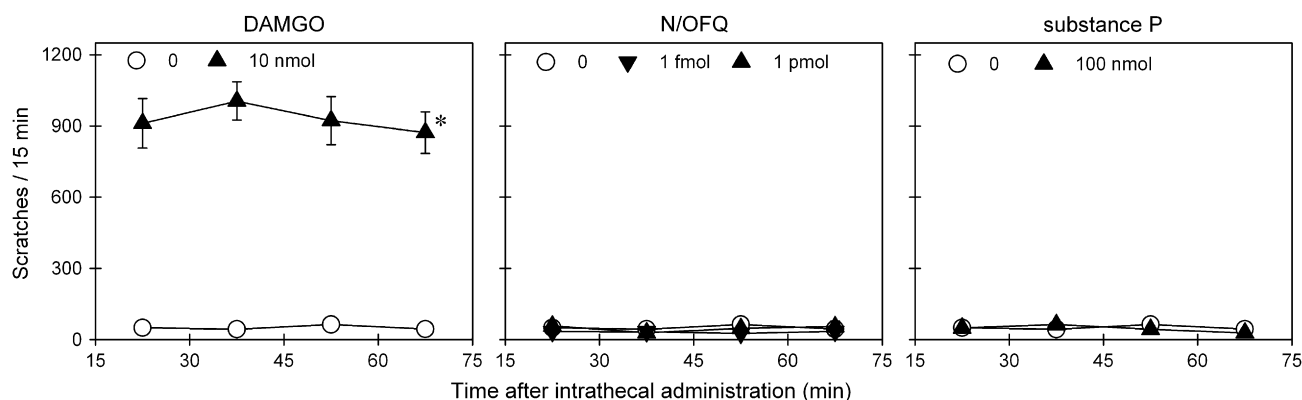 DAMGO
N/OFQ
substance P
1200
900
600
300
0
Scratches / 15 min
0 10 nmol
*
0 1 fmol 1 pmol
0 100 nmol
15 30 45 60 75
15 30 45 60 75
15 30 45 60 75
Time after intrathecal administration (min)